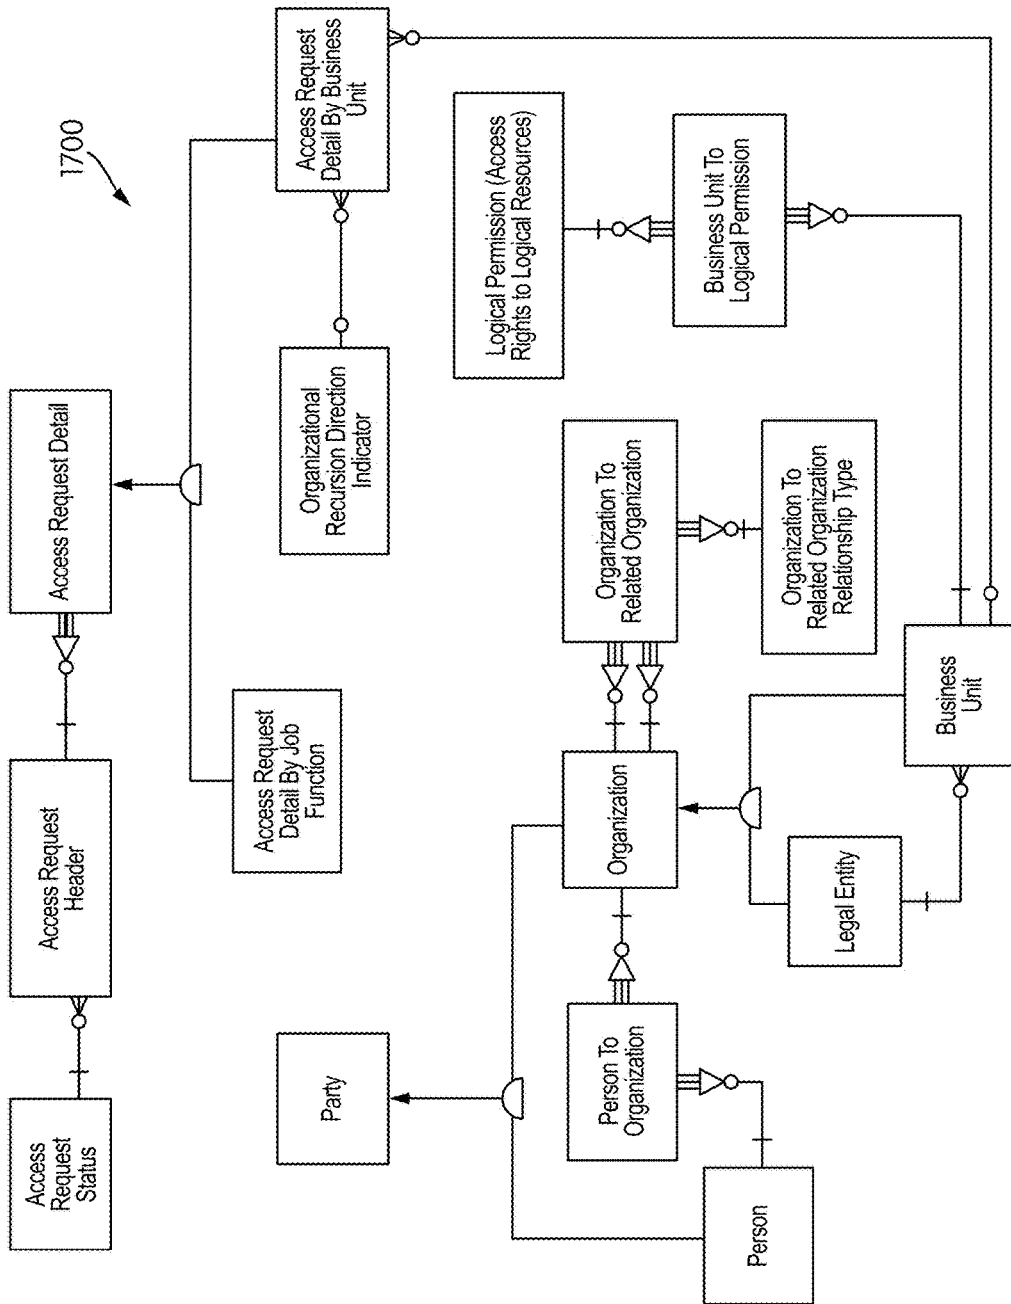 1700
Access
Request
Status
Access Request
Header
Access Request Detail
Access Request
Detail By Job
Function
Organizational
Recursion Direction
Indicator
Access Request
Detail By Business
Unit
Party
Logical Permission (Access
Rights to Logical Resources)
Person To
Organization
Organization
Organization To
Related Organization
Business Unit To
Logical Permission
Person
Legal Entity
Organization To
Related Organization
Relationship Type
Business
Unit